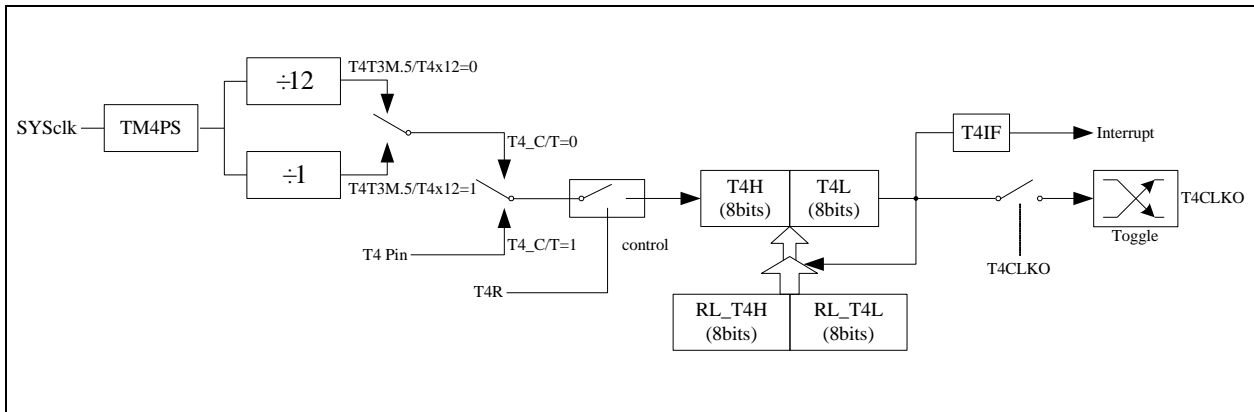 ÷12
T4T3M.5/T4x12=0
SYSclk
TM4PS
÷1
T4T3M.5/T4x12=1
T4_C/T=0
T4_C/T=1
T4 Pin
T4R
control
T4H
(8bits)
T4L
(8bits)
RL_T4H
(8bits)
RL_T4L
(8bits)
T4IF
Interrupt
T4CLKO
Toggle
T4CLKO